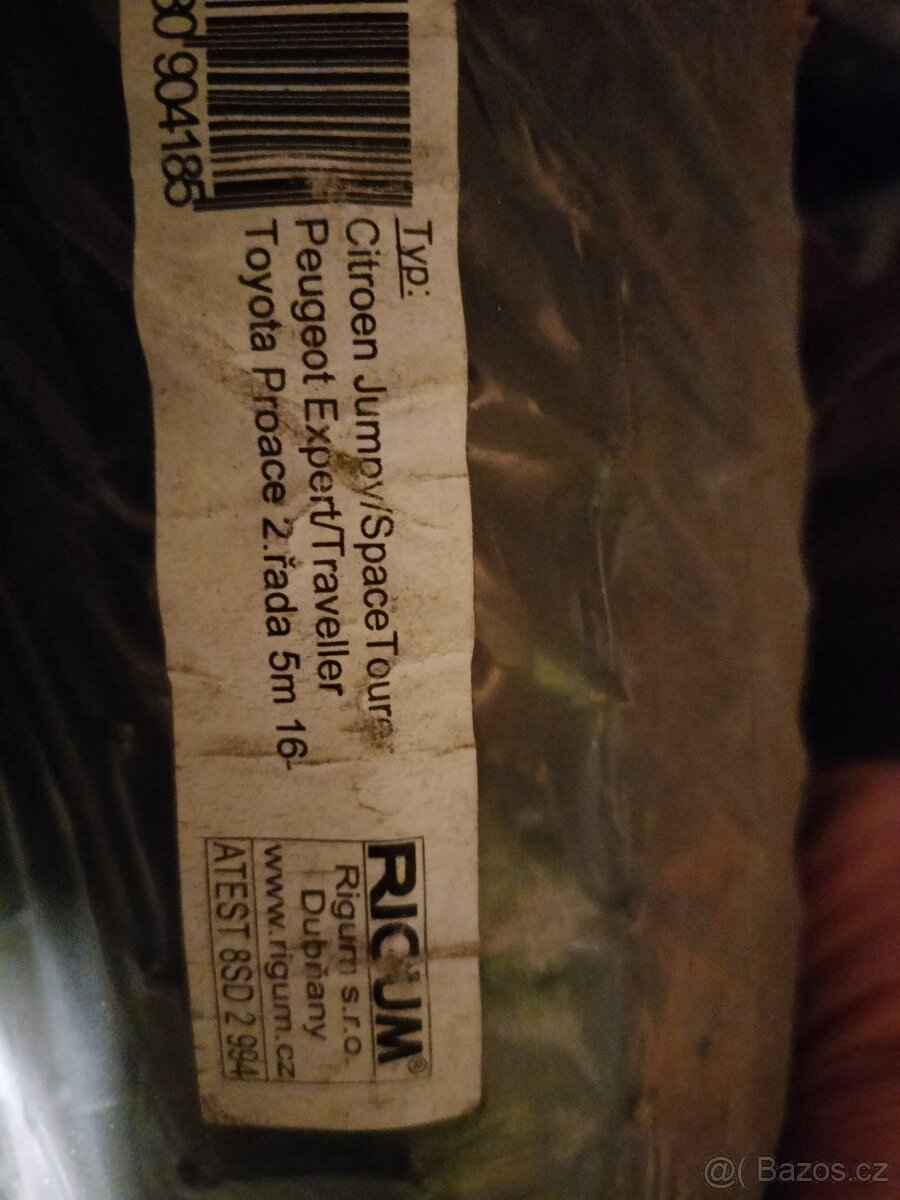 30 904185
Typ:
Citroen Jumpy/SpaceTourer
Peugeot Expert/Traveller
Toyota Proace 2.řada 5m 16-
RIGUM®
Rigum s.r.o.
Dubňany
www.rigum.cz
ATEST 8SD 2 994
@( Bazos.cz